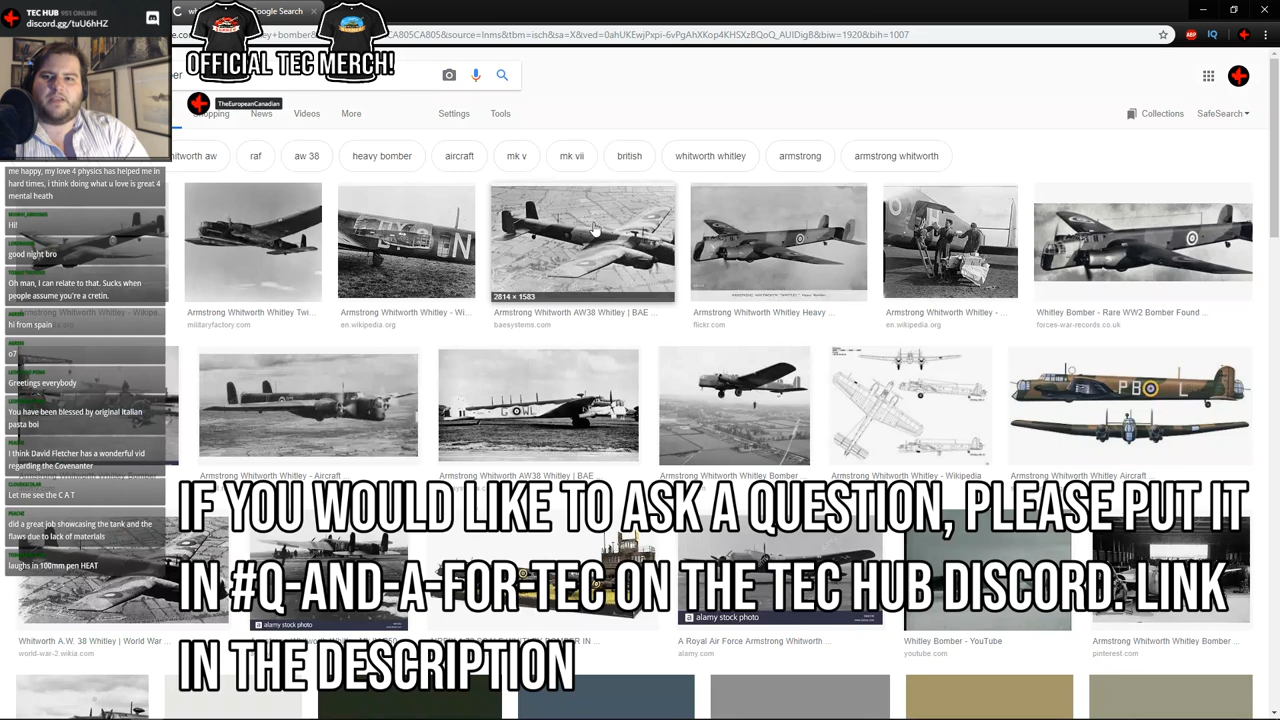 TEC HUB 951 ONLINE
discord.gg/tuU6hHZ
Google Search
OFFICIAL TEC MERCH!
TheEuropeanCanadian
Shopping
News
Videos
More
Settings
Tools
Collections
SafeSearch
raf
aw 38
heavy bomber
aircraft
mk v
mk vii
british
whitworth whitley
armstrong
armstrong whitworth
me happy, my love 4 physics has helped me in
hard times, i think doing what u love is great 4
mental heath
Hi!
good night bro
Oh man, I can relate to that. Sucks when
people assume you're a cretin.
hi from spain
o7
Greetings everybody
You have been blessed by original Italian
pasta boi
I think David Fletcher has a wonderful vid
regarding the Covenanter
Let me see the C A T
did a great job showcasing the tank and the
flaws due to lack of materials
laughs in 100mm pen HEAT
2814 × 1583
Armstrong Whitworth Whitley Twi...
militaryfactory.com
Armstrong Whitworth Whitley - Wi...
en.wikipedia.org
Armstrong Whitworth AW38 Whitley | BAE ...
baesystems.com
Armstrong Whitworth Whitley Heavy ...
flickr.com
Armstrong Whitworth Whitley - ...
en.wikipedia.org
Whitley Bomber - Rare WW2 Bomber Found ...
forces-war-records.co.uk
Armstrong Whitworth Whitley - Aircraft
Armstrong Whitworth AW38 Whitley | BAE
Armstrong Whitworth Whitley Bomber ...
Armstrong Whitworth Whitley - Wikipedia
Armstrong Whitworth Whitley Aircraft
IF YOU WOULD LIKE TO ASK A QUESTION, PLEASE PUT IT
IN #Q-AND-A-FOR-TEC ON THE TEC HUB DISCORD. LINK
IN THE DESCRIPTION
alamy stock photo
alamy stock photo
Whitworth A.W. 38 Whitley | World War ...
world-war-2.wikia.com
A Royal Air Force Armstrong Whitworth ...
alamy.com
Whitley Bomber - YouTube
youtube.com
Armstrong Whitworth Whitley Bomber ...
pinterest.com